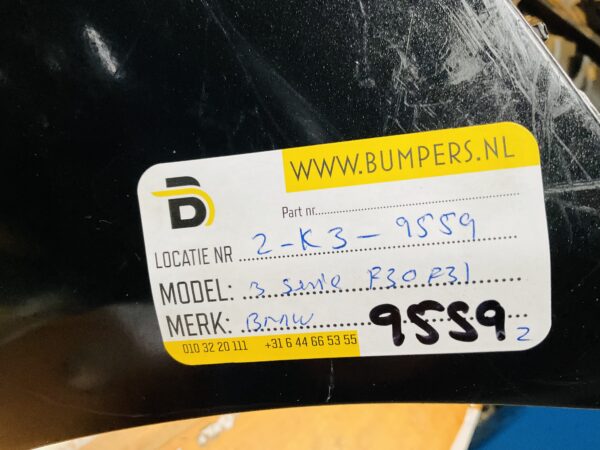 WWW.BUMPERS.NL
D
Part nr.
LOCATIE NR 2-K3-9559
MODEL: 3 serie F30 F31
MERK: BMW 9559 2
010 32 20 111 +31 6 44 66 53 55